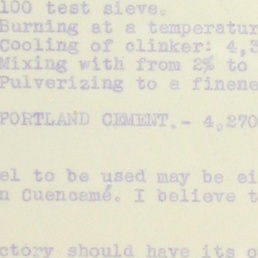 100 test sieve.
Burning at a temperatur
Cooling of clinker: 4,3
Mixing with from 2% to
Pulverizing to a finene
PORTLAND CEMENT.- 4,270
el to be used may be ei
n Cuencamé. I believe t
ctory should have its o